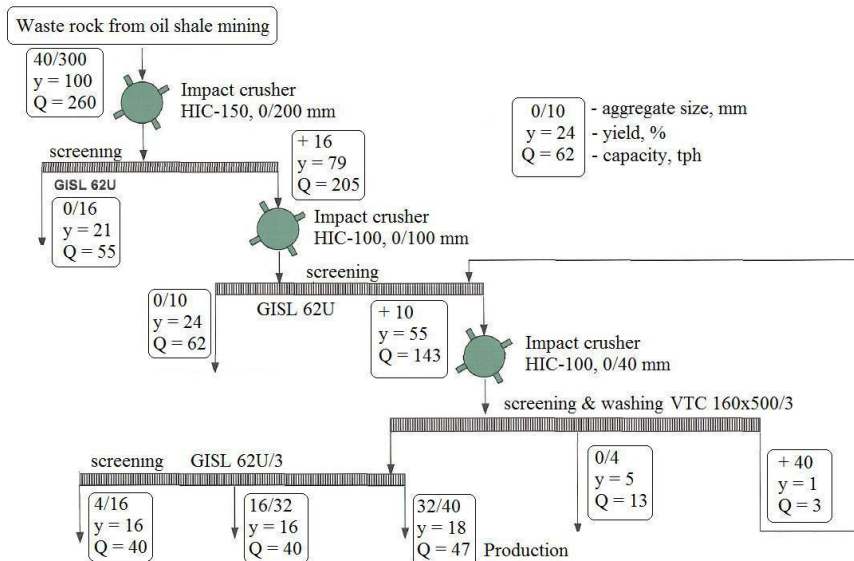 Waste rock from oil shale mining
40/300
y = 100
Q = 260
Impact crusher
HIC-150, 0/200 mm
0/10 - aggregate size, mm
y = 24 - yield, %
Q = 62 - capacity, tph
screening
+ 16
y = 79
Q = 205
GISL 62U
0/16
y = 21
Q = 55
Impact crusher
HIC-100, 0/100 mm
screening
0/10
y = 24
Q = 62
GISL 62U
+ 10
y = 55
Q = 143
Impact crusher
HIC-100, 0/40 mm
screening & washing VTC 160x500/3
screening GISL 62U/3
0/4
y = 5
Q = 13
+ 40
y = 1
Q = 3
4/16
y = 16
Q = 40
16/32
y = 16
Q = 40
32/40
y = 18
Q = 47
Production